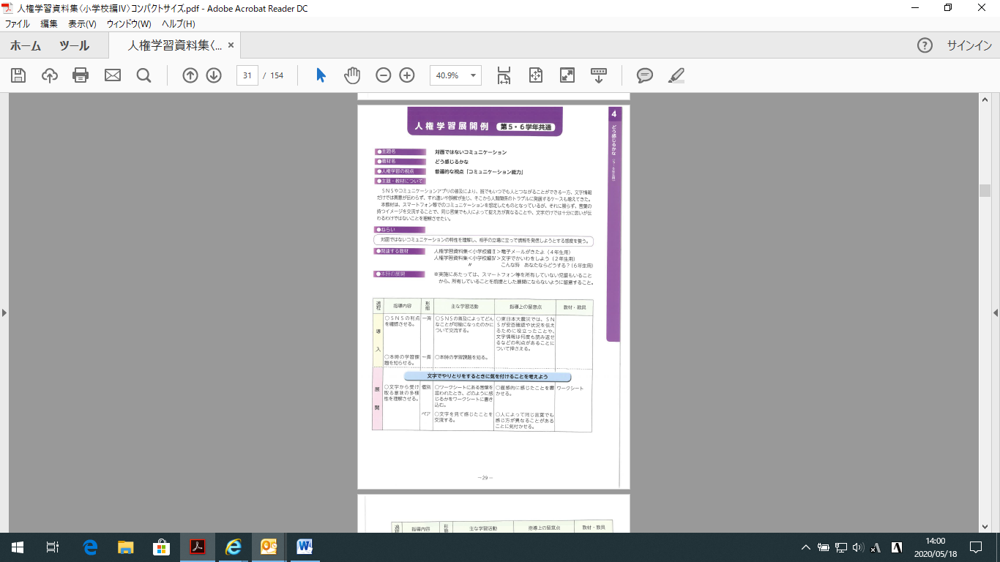 人権学習資料集〈小学校編Ⅳ〉コンパクトサイズ.pdf - Adobe Acrobat Reader DC
ファイル 編集 表示(V) ウィンドウ(W) ヘルプ(H)
ホーム ツール 人権学習資料集〈... × ? サインイン
31 / 154 40.9%
人権学習展開例 第５・６学年共通
4
どう感じるかな（５・６年生用）
●主題名 対面ではないコミュニケーション
●教材名 どう感じるかな
●人権学習の視点 普遍的な視点「コミュニケーション能力」
●主題・教材について
ＳＮＳやコミュニケーションアプリの普及により、誰でもいつでも人とつながることができる一方、文字情報
だけでは真意が伝わらず、すれ違いや誤解が生じ、そこから人間関係のトラブルに発展するケースも増えてきた。
本教材は、スマートフォン等でのコミュニケーションを想定したものとなっているが、それに限らず、言葉の
持つイメージを交流することで、同じ言葉でも人によって捉え方が異なることや、文字だけでは十分に思いが伝
わるわけではないことを理解させたい。
●ねらい
対面ではないコミュニケーションの特性を理解し、相手の立場に立って情報を発信しようとする態度を養う。
●関連する教材 人権学習資料集＜小学校編Ⅱ＞電子メールがきたよ（４年生用）
人権学習資料集＜小学校編Ⅳ＞文字でかいわをしよう（２年生用）
〃 こんな時 あなたならどうする？（６年生用）
●本時の展開 ※実施にあたっては、スマートフォン等を所有していない児童もいること
から、所有していることを前提とした展開にならないように留意すること。
過程 指導内容 形態 主な学習活動 指導上の留意点 教材・教具
導入
○ＳＮＳの利点 一斉 ○ＳＮＳの普及によってどん ○東日本大震災では、ＳＮ
を確認させる。 なことが可能になったのかに Ｓが安否確認や状況を伝え
ついて交流する。 るために役立ったことや、
文字情報は何度も読み返せ
るなどの利点があることに
ついて押さえる。
○本時の学習課 一斉 ○本時の学習課題を知る。
題を知らせる。
文字でやりとりをするときに気を付けることを考えよう
展開
○文字から受け 個別 ○ワークシートにある言葉を ○直感的に感じたことを書 ワークシート
取る意味の多様 言われたとき、どのように感 かせる。
性を理解させる。 じるかをワークシートに書き
込む。
ペア ○文字を見て感じたことを ○人によって同じ言葉でも
交流する。 感じ方が異なることがある
ことに気付かせる。
－29－
過程 指導内容 形態 主な学習活動 指導上の留意点 教材・教具
14:00
2020/05/18